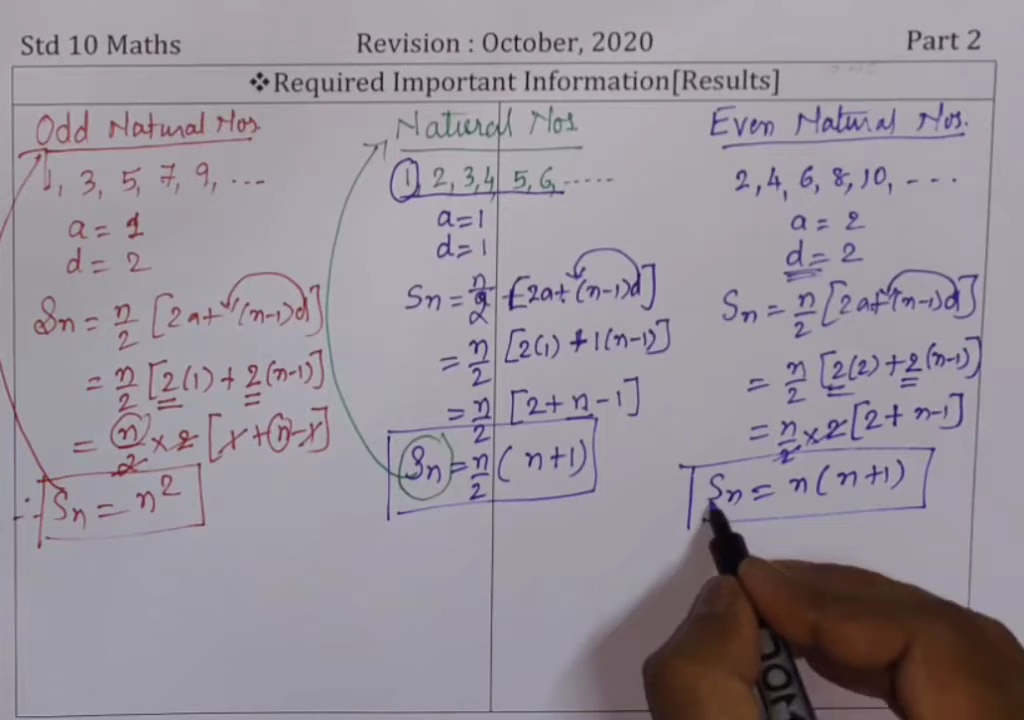 Std 10 Maths Revision : October, 2020 Part 2
❖Required Important Information[Results]
Odd Natural Nos.
1, 3, 5, 7, 9, ...
a = 1
d = 2
Sn = n/2 [2a+(n-1)d]
= n/2 [2(1)+2(n-1)]
= n/2 × 2 [1+n-1]
∴ Sn = n²
Natural Nos
1, 2, 3, 4, 5, 6, .....
a=1
d=1
Sn = n/2 [2a+(n-1)d]
= n/2 [2(1)+1(n-1)]
= n/2 [2+n-1]
Sn = n/2 (n+1)
Even Natural Nos.
2, 4, 6, 8, 10, ---
a = 2
d = 2
Sn = n/2 [2a+(n-1)d]
= n/2 [2(2)+2(n-1)]
= n/2 × 2 [2+n-1]
Sn = n(n+1)